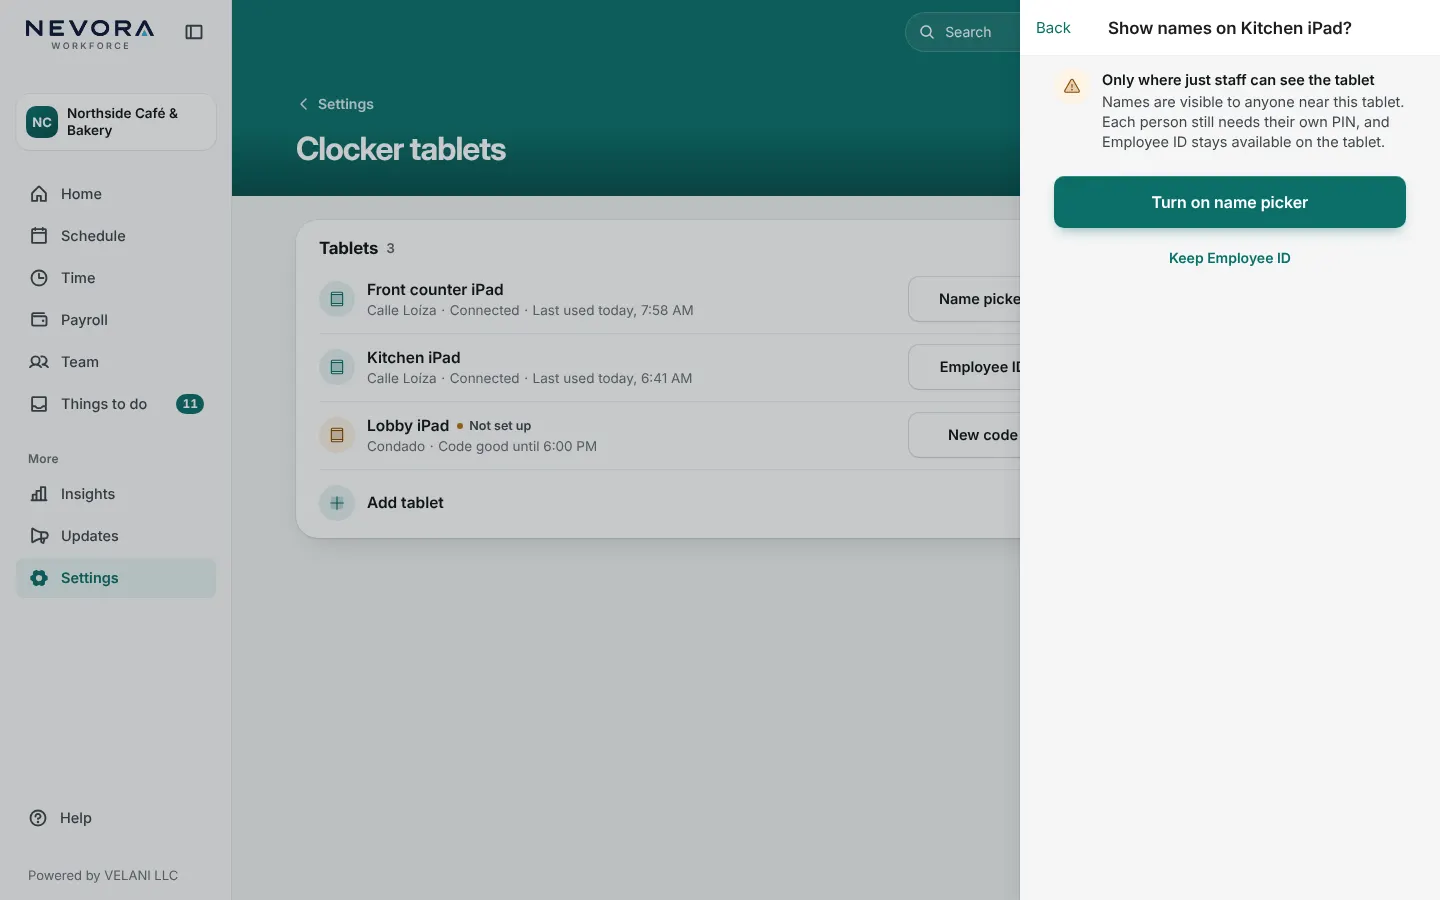 NEVORA
WORKFORCE
NC
Northside Café &
Bakery
Home
Schedule
Time
Payroll
Team
Things to do 11
More
Insights
Updates
Settings
Help
Powered by VELANI LLC
Search
Settings
Clocker tablets
Tablets 3
Front counter iPad
Calle Loíza · Connected · Last used today, 7:58 AM
Name picke
Kitchen iPad
Calle Loíza · Connected · Last used today, 6:41 AM
Employee ID
Lobby iPad • Not set up
Condado · Code good until 6:00 PM
New code
Add tablet
Back
Show names on Kitchen iPad?
Only where just staff can see the tablet
Names are visible to anyone near this tablet.
Each person still needs their own PIN, and
Employee ID stays available on the tablet.
Turn on name picker
Keep Employee ID